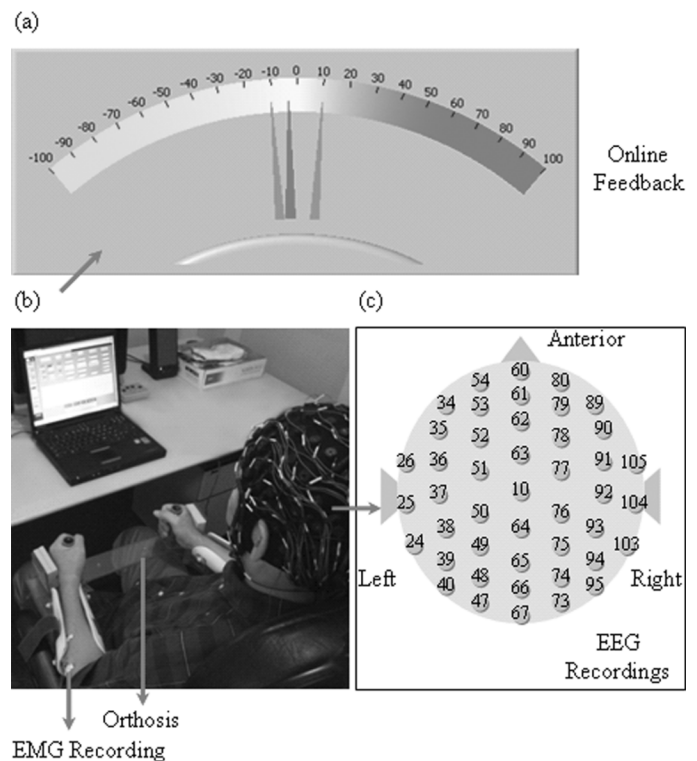 (a)
-100 -90 -80 -70 -60 -50 -40 -30 -20 -10 0 10 20 30 40 50 60 70 80 90 100
Online
Feedback
(b)
(c)
Anterior
54 60 80
34 53 61 79 89
35 52 62 78 90
26 36 51 63 77 91 105
25 37 10 92 104
50 76
24 38 49 64 75 93 103
39 48 65 74 94
40 47 66 73 95
67
Left
Right
EEG
Recordings
Orthosis
EMG Recording